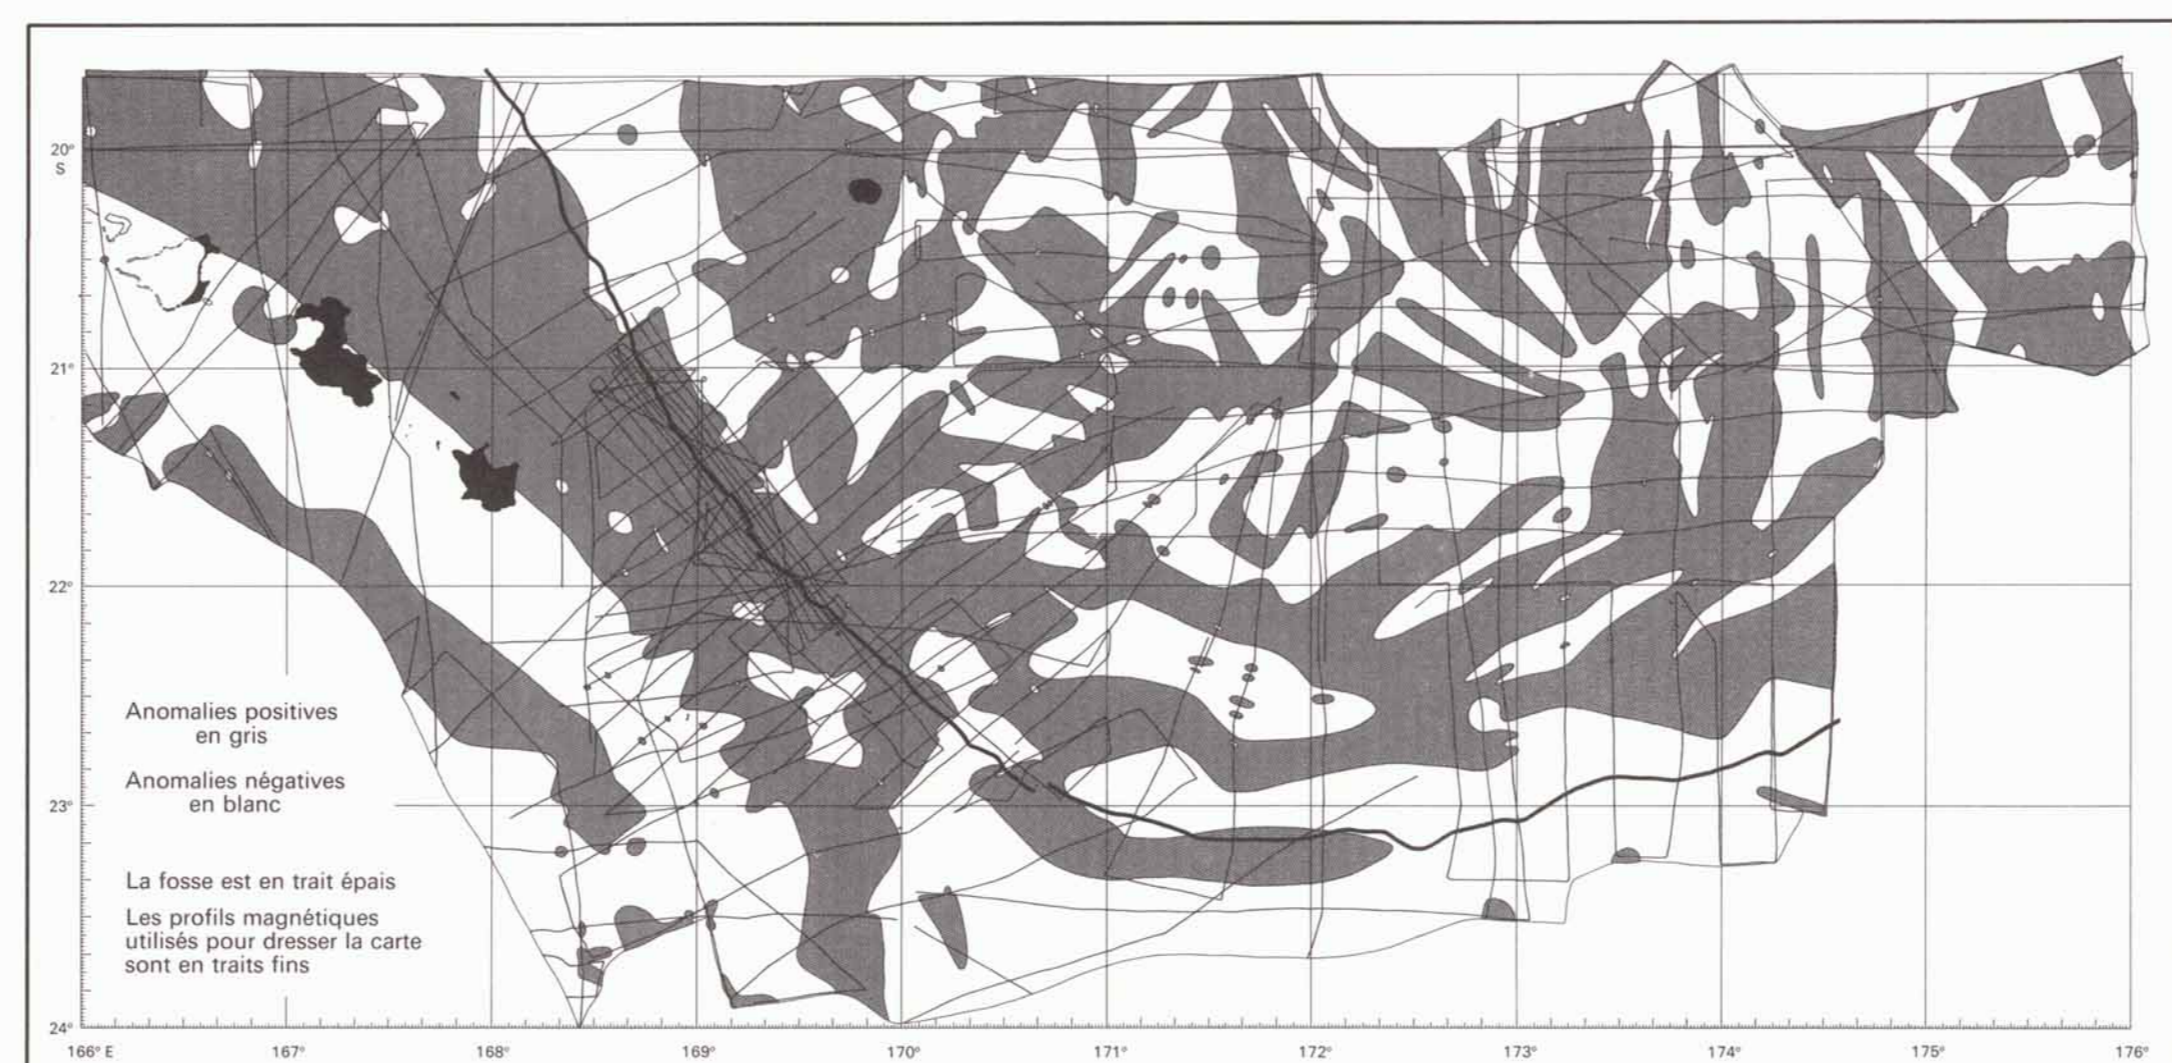 20°
S
21°
22°
23°
24°
Anomalies positives
en gris
Anomalies négatives
en blanc
La fosse est en trait épais
Les profils magnétiques
utilisés pour dresser la carte
sont en traits fins
166° E
167°
168°
169°
170°
171°
172°
173°
174°
175°
176°